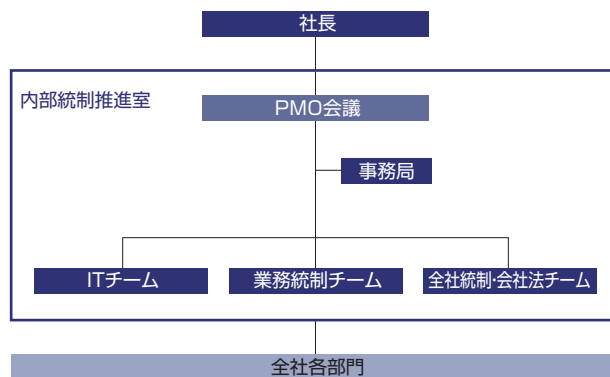 社長
内部統制推進室
PMO会議
事務局
ITチーム
業務統制チーム
全社統制・会社法チーム
全社各部門